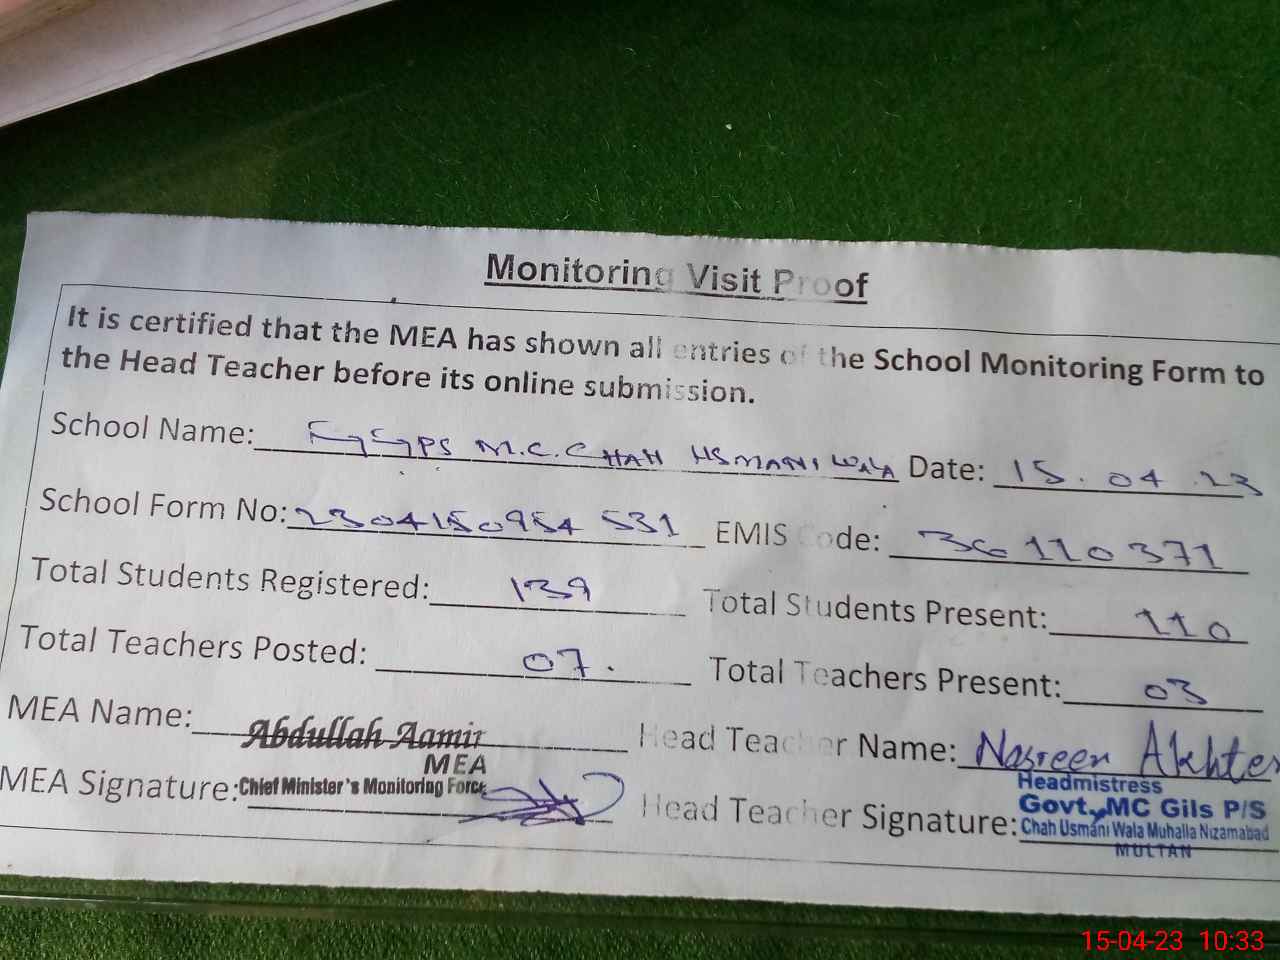 Monitoring Visit Proof
It is certified that the MEA has shown all entries of the School Monitoring Form to
the Head Teacher before its online submission.
School Name: GGPS M.C. CHAH USMANI WALA Date: 15.04.23
School Form No: 2304150954531 EMIS Code: 36110371
Total Students Registered: 139 Total Students Present: 110
Total Teachers Posted: 07. Total Teachers Present: 03
MEA Name: Abdullah Aamir Head Teacher Name: Nasreen Akhter
MEA
Headmistress
MEA Signature: Chief Minister's Monitoring Force Head Teacher Signature:
Govt. MC Gils P/S
Chah Usmani Wala Muhalla Nizamabad
MULTAN
15-04-23 10:33